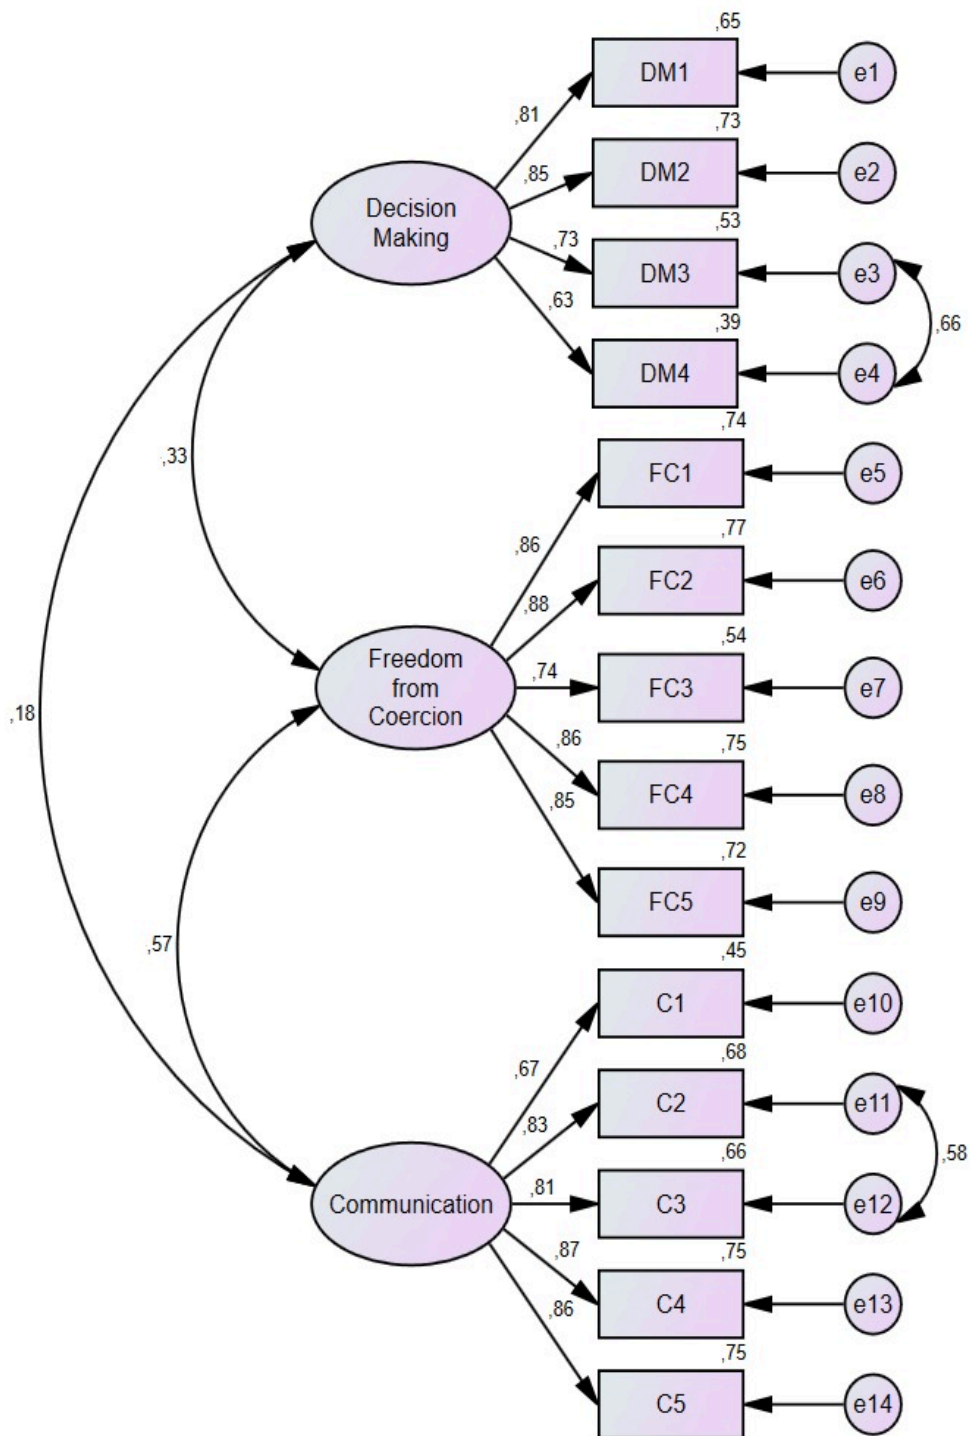 ,65
DM1
e1
,81
,73
DM2
e2
,85
Decision
Making
,53
DM3
e3
,73
,63
,66
,39
DM4
e4
,74
,33
FC1
e5
,86
,77
FC2
e6
,88
Freedom
from
Coercion
,54
,74
FC3
e7
,18
,86
,75
FC4
e8
,85
,72
FC5
e9
,57
,45
C1
e10
,67
,68
C2
e11
,83
,58
,66
Communication
,81
C3
e12
,87
,75
C4
e13
,86
,75
C5
e14